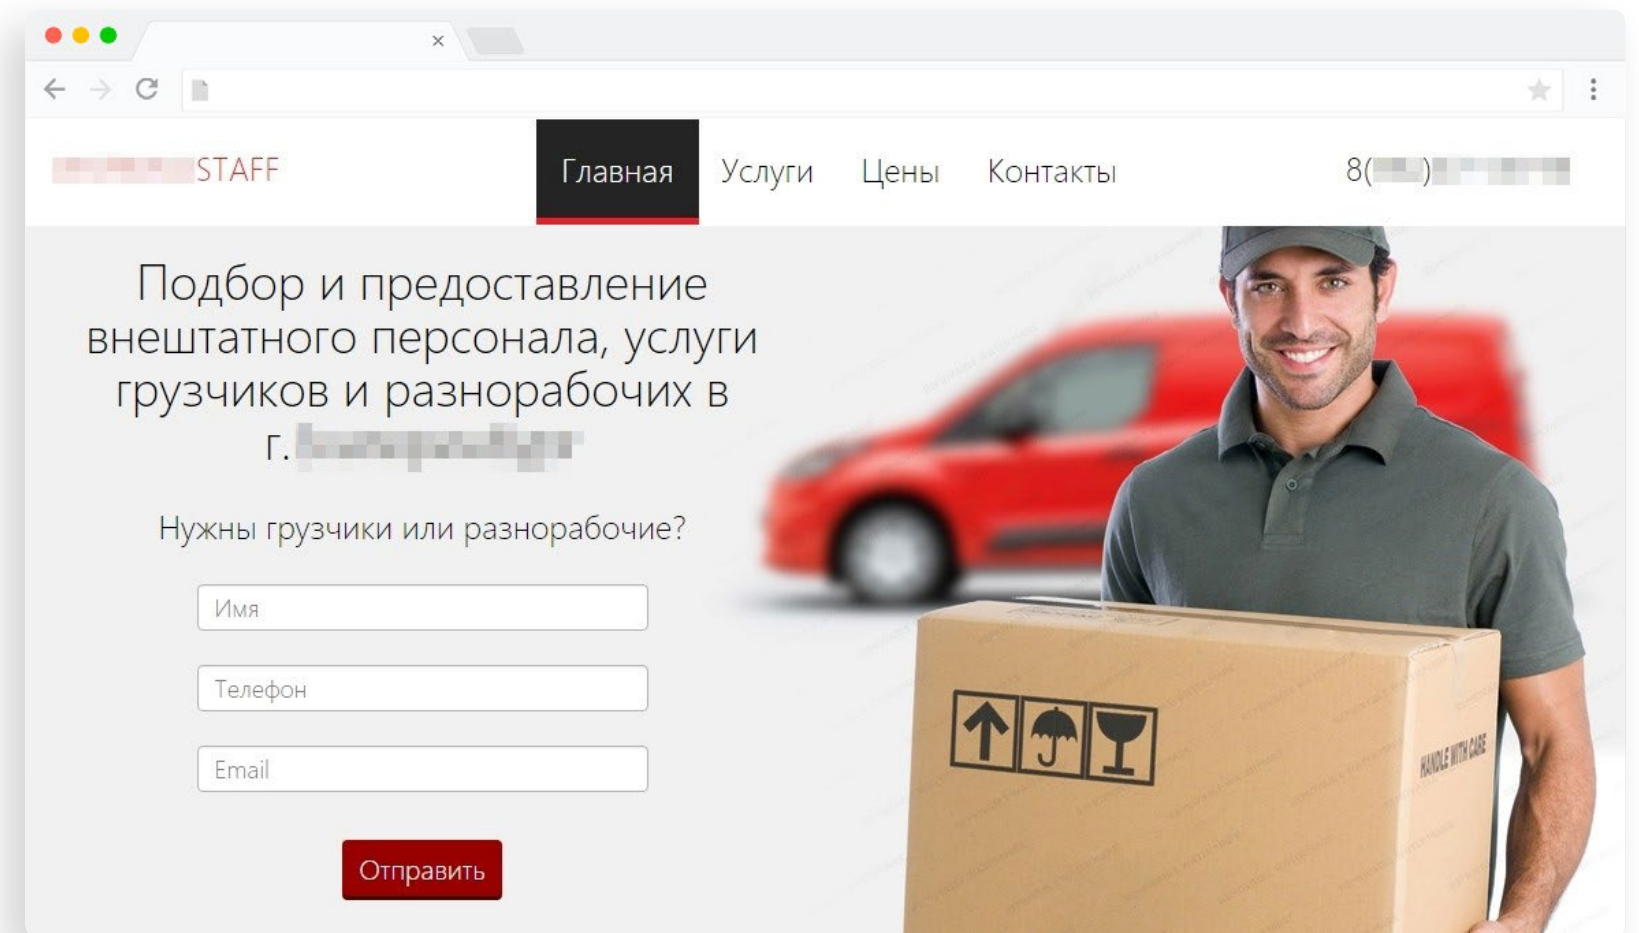 STAFF
Главная
Услуги
Цены
Контакты
8( )
Подбор и предоставление
внештатного персонала, услуги
грузчиков и разнорабочих в
г.
Нужны грузчики или разнорабочие?
Имя
Телефон
Email
Отправить
HANDLE WITH CARE